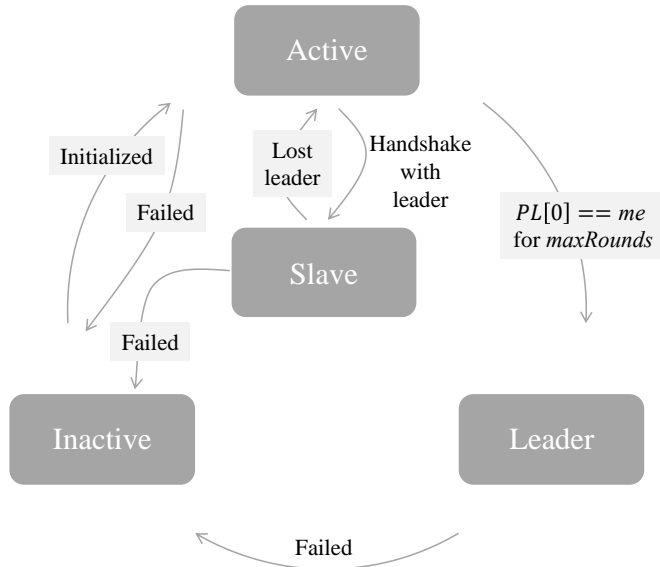 Active
Initialized
Lost
leader
Handshake
with
leader
Failed
PL[0] == me
for maxRounds
Slave
Failed
Inactive
Leader
Failed